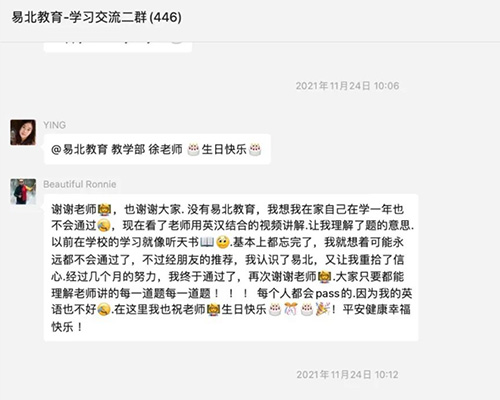 易北教育-学习交流二群(446)
2021年11月24日 10:06
YING
@易北教育 教学部 徐老师 🎂生日快乐🎂
Beautiful Ronnie
谢谢老师，也谢谢大家. 没有易北教育，我想我在家自己在学一年也
不会通过了，现在看了老师用英汉结合的视频讲解.让我理解了题的意思.
以前在学校的学习就像听天书📖.基本上都忘完了，我就想着可能永
远都不会通过了，不过经朋友的推荐，我认识了易北，又让我重拾了信
心.经过几个月的努力，我终于通过了，再次谢谢老师.大家只要都能
理解老师讲的每一道题每一道题！！！ 每个人都会pass的.因为我的英
语也不好.在这里我也祝老师生日快乐🎂🎊🎂🎉！平安健康幸福
快乐！
2021年11月24日 10:12